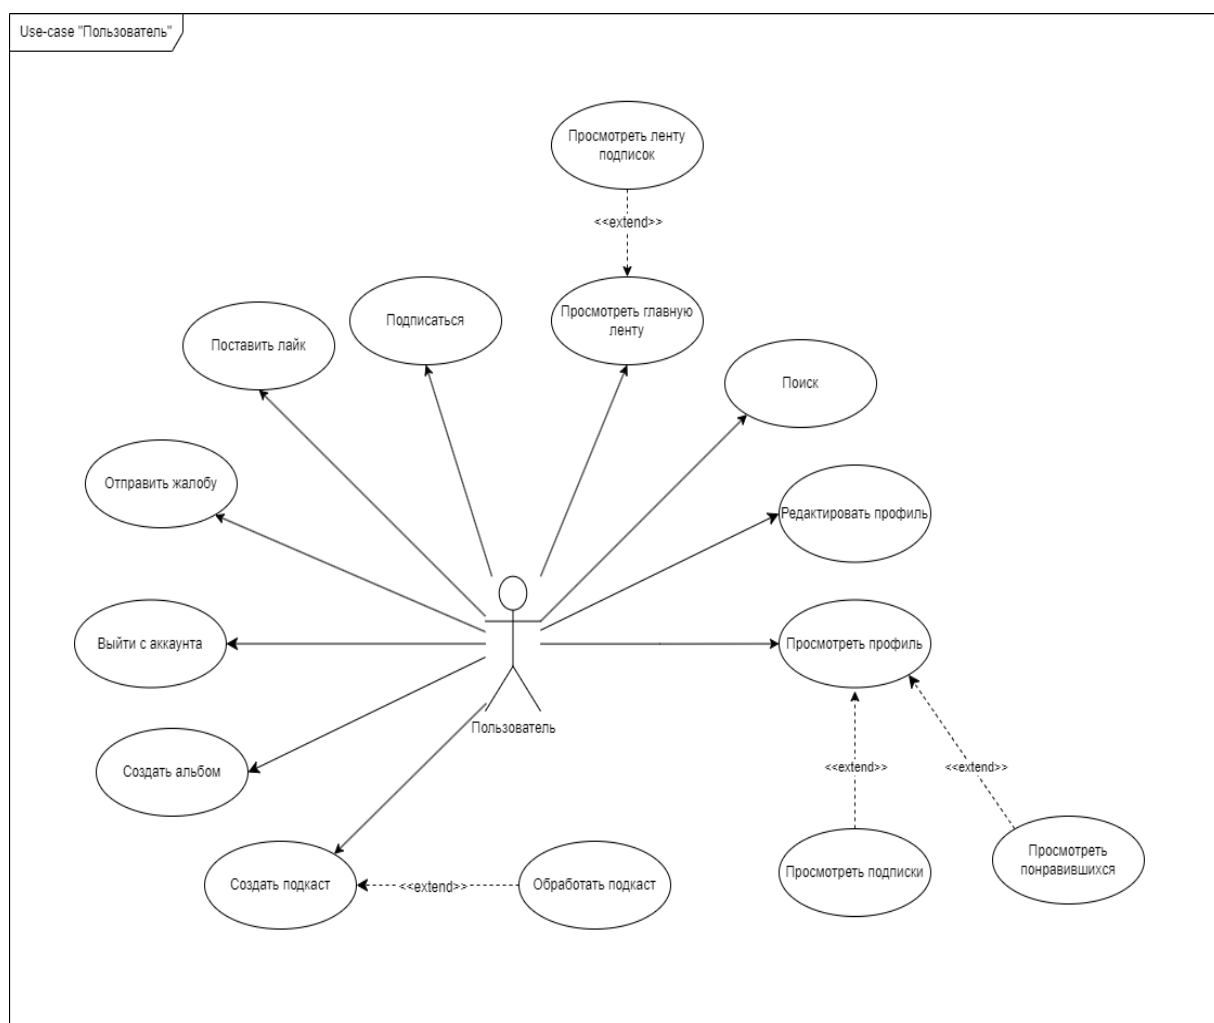 Use-case "Пользователь"
Просмотреть ленту
подписок
<<extend>>
Подписаться
Просмотреть главную
ленту
Поставить лайк
Поиск
Отправить жалобу
Редактировать профиль
Выйти с аккаунта
Просмотреть профиль
Пользователь
Создать альбом
<<extend>>
<<extend>>
Создать подкаст
<<extend>>
Обработать подкаст
Просмотреть подписки
Просмотреть
понравившихся